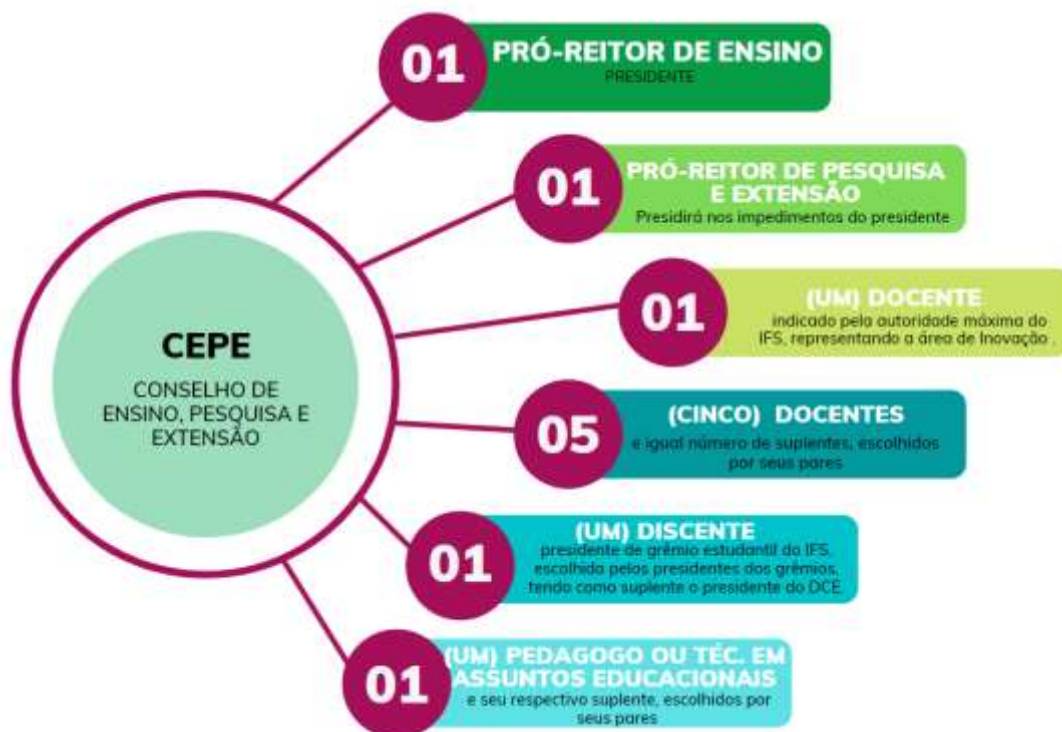 01
PRÓ-REITOR DE ENSINO
PRESIDENTE
01
PRÓ-REITOR DE PESQUISA
E EXTENSÃO
Presidirá nos impedimentos do presidente
01
(UM) DOCENTE
indicado pela autoridade máxima do
IFS, representando a área de Inovação .
CEPE
CONSELHO DE
ENSINO, PESQUISA E
EXTENSÃO
05
(CINCO) DOCENTES
e igual número de suplentes, escolhidos
por seus pares
01
(UM) DISCENTE
presidente de grêmio estudantil do IFS,
escolhido pelos presidentes dos grêmios,
tendo como suplente o presidente do DCE.
01
(UM) PEDAGOGO OU TÉC. EM
ASSUNTOS EDUCACIONAIS
e seu respectivo suplente, escolhidos por
seus pares